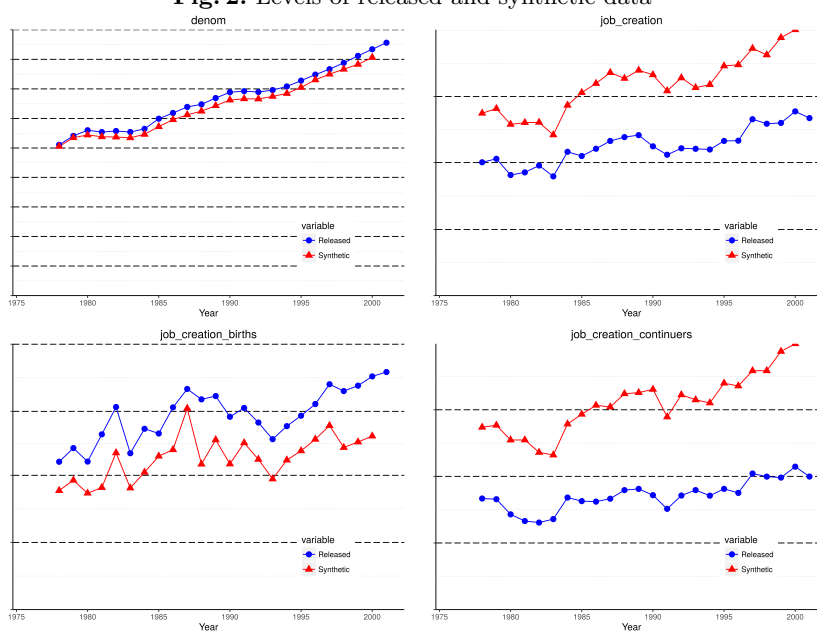 Fig. 2. Levels of released and synthetic data
denom
job_creation
variable
Released
Synthetic
variable
Released
Synthetic
1975 1980 1985 1990 1995 2000
1975 1980 1985 1990 1995 2000
Year
Year
job_creation_births
job_creation_continuers
variable
Released
Synthetic
variable
Released
Synthetic
1975 1980 1985 1990 1995 2000
1975 1980 1985 1990 1995 2000
Year
Year